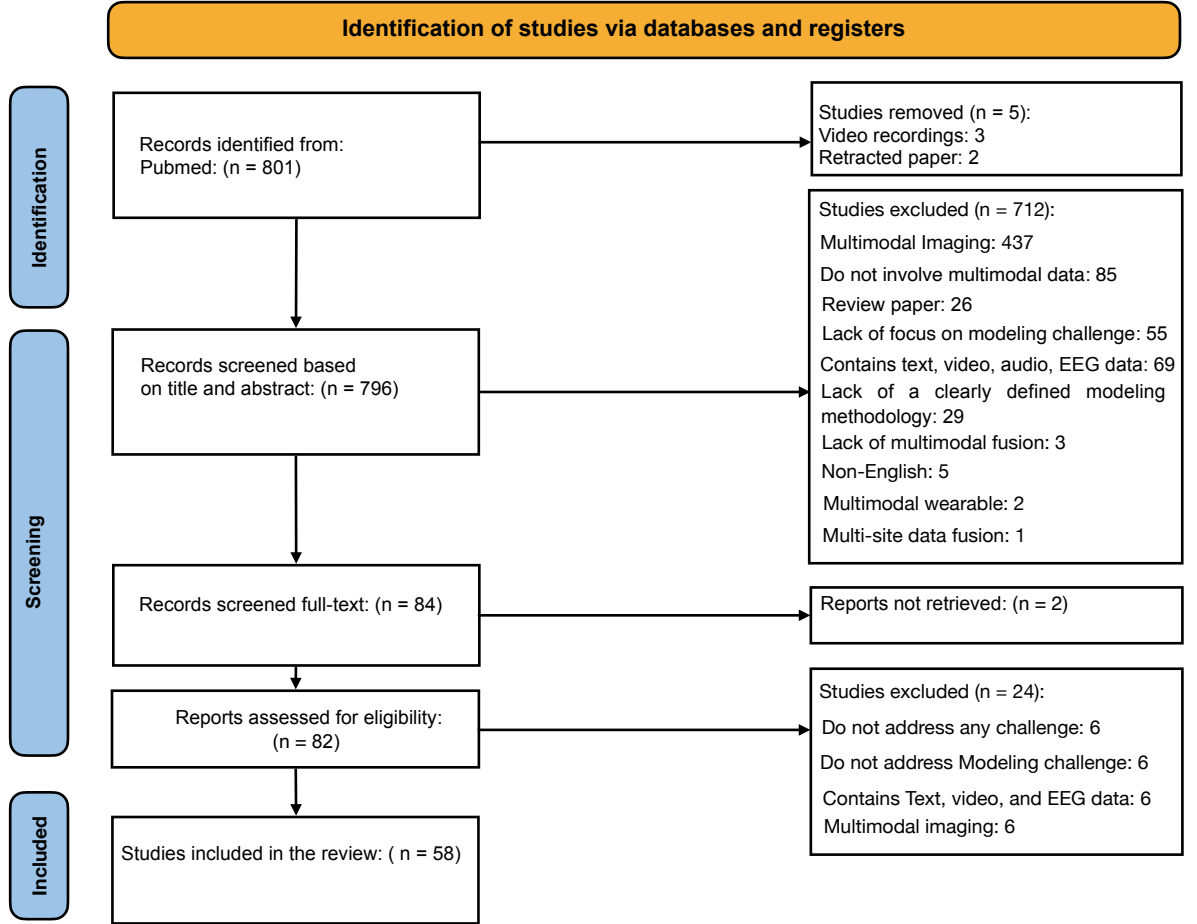 Identification of studies via databases and registers
Identification
Records identified from:
Pubmed: (n = 801)
Studies removed (n = 5):
Video recordings: 3
Retracted paper: 2
Screening
Records screened based
on title and abstract: (n = 796)
Studies excluded (n = 712):
Multimodal Imaging: 437
Do not involve multimodal data: 85
Review paper: 26
Lack of focus on modeling challenge: 55
Contains text, video, audio, EEG data: 69
Lack of a clearly defined modeling
methodology: 29
Lack of multimodal fusion: 3
Non-English: 5
Multimodal wearable: 2
Multi-site data fusion: 1
Records screened full-text: (n = 84)
Reports not retrieved: (n = 2)
Reports assessed for eligibility:
(n = 82)
Studies excluded (n = 24):
Do not address any challenge: 6
Do not address Modeling challenge: 6
Contains Text, video, and EEG data: 6
Multimodal imaging: 6
Included
Studies included in the review: ( n = 58)